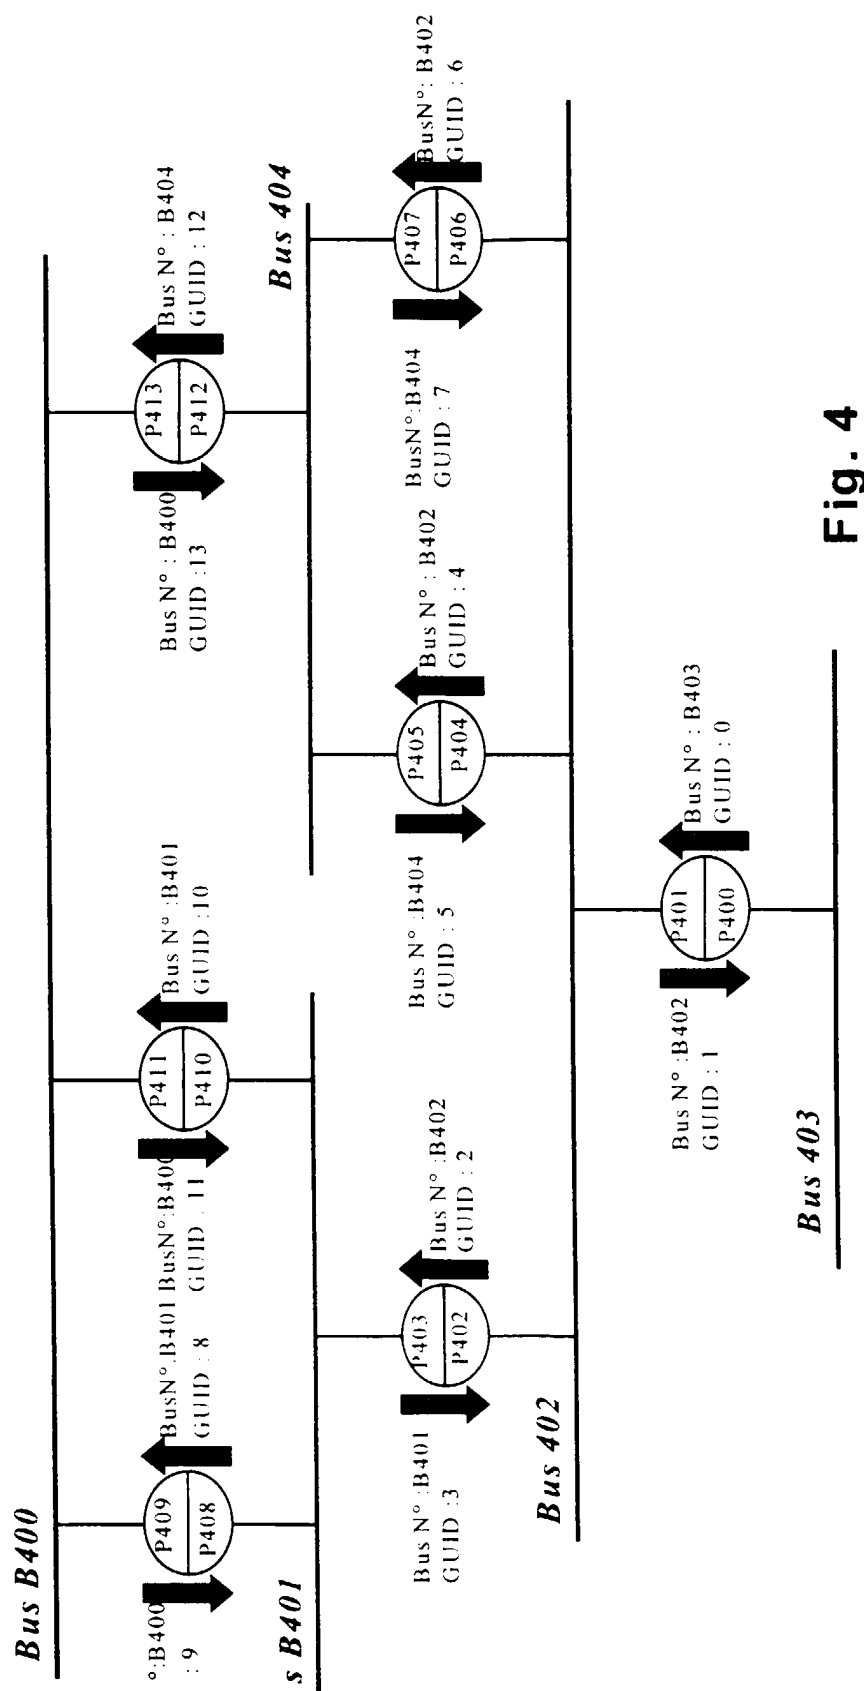 Bus B400
°:B400
: 9
P409
P408
BusN°:B401
GUID : 8
BusN°:B400
GUID : 11
P411
P410
Bus N° :B401
GUID :10
Bus N° : B400
GUID :13
P413
P412
Bus N° : B404
GUID : 12
s B401
Bus 404
Bus N° :B401
GUID :3
P403
P402
Bus N° :B402
GUID : 2
Bus N° :B404
GUID : 5
P405
P404
Bus N° : B402
GUID : 4
BusN°:B404
GUID : 7
P407
P406
BusN°: B402
GUID : 6
Bus 402
Bus N° :B402
GUID : 1
P401
P400
Bus N° : B403
GUID : 0
Bus 403
Fig. 4